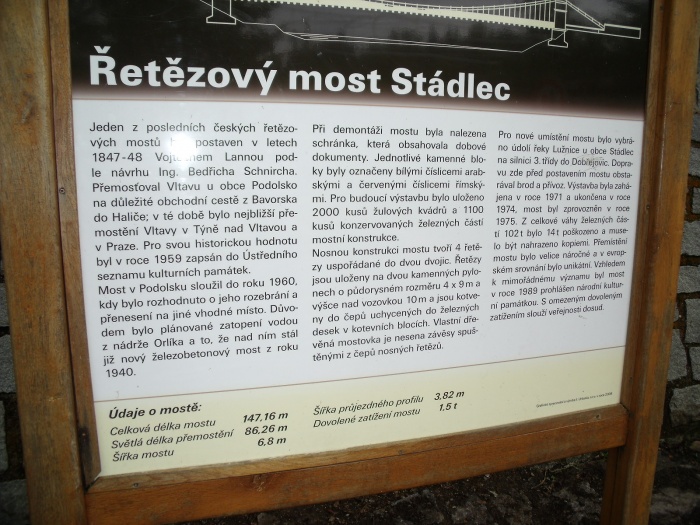 Řetězový most Stádlec
Jeden z posledních českých řetězo-
vých mostů postaven v letech
1847-48 Lannou pod-
le návrhu Ing. Bedřicha Schnircha.
Přemosťoval Vltavu u obce Podolsko
na důležité obchodní cestě z Bavorska
do Haliče; v té době bylo nejbližší pře-
mostění Vltavy v Týně nad Vltavou a
v Praze. Pro svou historickou hodnotu
byl v roce 1959 zapsán do Ústředního
seznamu kulturních památek.
Most v Podolsku sloužil do roku 1960,
kdy bylo rozhodnuto o jeho rozebrání a
přenesení na jiné vhodné místo. Důvo-
dem bylo plánované zatopení vodou
z nádrže Orlíka a to, že nad ním stál
již nový železobetonový most z roku
1940.
Při demontáži mostu byla nalezena
schránka, která obsahovala dobové
dokumenty. Jednotlivé kamenné blo-
ky byly označeny bílými číslicemi arab-
skými a červenými číslicemi římský-
mi. Pro budoucí výstavbu bylo uloženo
2000 kusů žulových kvádrů a 1100
kusů konzervovaných železných částí
mostní konstrukce.
Nosnou konstrukci mostu tvoří 4 řetě-
zy uspořádané do dvou dvojic. Řetězy
jsou uloženy na dvou kamenných pylo-
nech o půdorysném rozměru 4 x 9 m a
výšce nad vozovkou 10 m a jsou kotve-
ny do čepů uchycených do železných
desek v kotevních blocích. Vlastní dře-
věná mostovka je nesena závěsy spuš-
těnými z čepů nosných řetězů.
Pro nové umístění mostu bylo vybrá-
no údolí řeky Lužnice u obce Stádlec
na silnici 3. třídy do Dobřejovic. Dopra-
vu zde před postavením mostu obsta-
rával brod a přívoz. Výstavba byla zahá-
jena v roce 1971 a ukončena v roce
1974, most byl zprovozněn v roce
1975. Z celkové váhy železných čás-
tí 102 t bylo 14 t poškozeno a muse-
lo být nahrazeno kopiemi. Přemístění
mostu bylo velice náročné a v evrop-
ském srovnání bylo unikátní. Vzhledem
k mimořádnému významu byl most
v roce 1989 prohlášen národní kultur-
ní památkou. S omezeným dovoleným
zatížením slouží veřejnosti dosud.
Údaje o mostě:
Celková délka mostu 147,16 m
Světlá délka přemostění 86,26 m
Šířka mostu 6.8 m
Šířka průjezdného profilu 3,82 m
Dovolené zatížení mostu 1.5 t